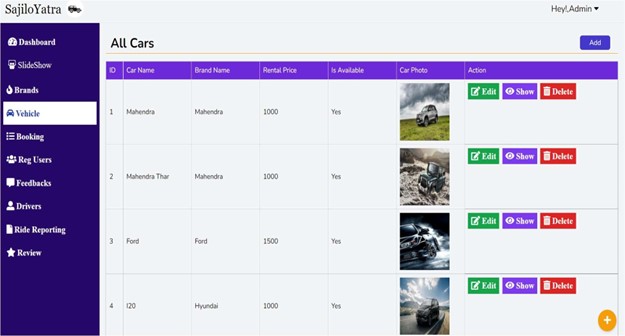 SajiloYatra
Hey!,Admin
Dashboard
SlideShow
Brands
Vehicle
Booking
Reg Users
Feedbacks
Drivers
Ride Reporting
Review
All Cars
Add
ID Car Name Brand Name Rental Price Is Available Car Photo Action
1 Mahendra Mahendra 1000 Yes Edit Show Delete
2 Mahendra Thar Mahendra 1000 Yes Edit Show Delete
3 Ford Ford 1500 Yes Edit Show Delete
4 I20 Hyundai 1000 Yes Edit Show Delete
+